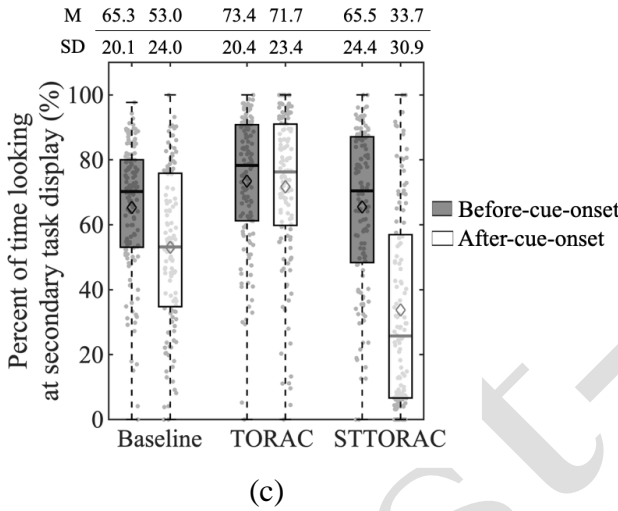 M 65.3 53.0 73.4 71.7 65.5 33.7
SD 20.1 24.0 20.4 23.4 24.4 30.9
Percent of time looking
at secondary task display (%)
100
80
60
40
20
0
Baseline TORAC STTORAC
Before-cue-onset
After-cue-onset
(c)